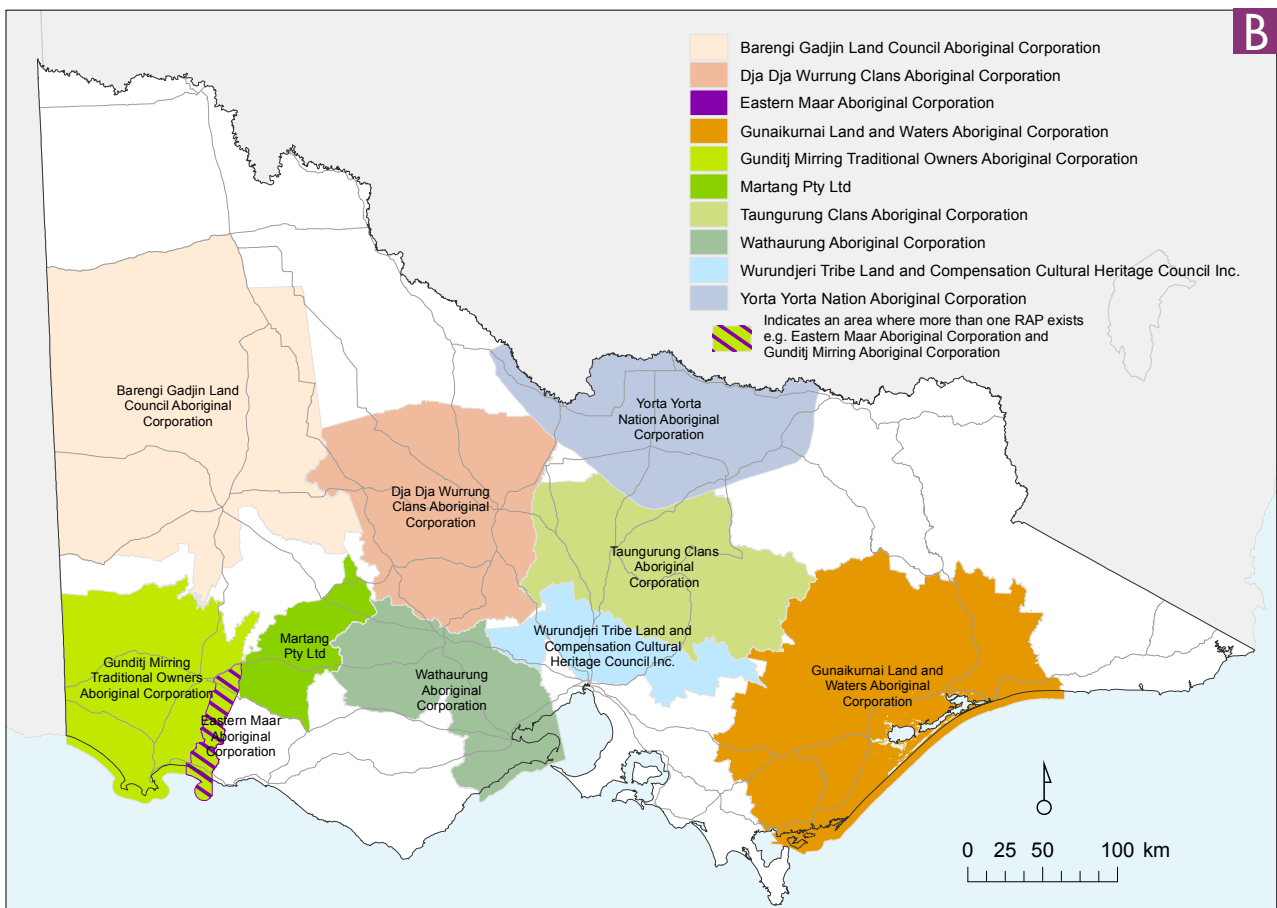 B
Barengi Gadjin Land Council Aboriginal Corporation
Dja Dja Wurrung Clans Aboriginal Corporation
Eastern Maar Aboriginal Corporation
Gunaikurnai Land and Waters Aboriginal Corporation
Gunditj Mirring Traditional Owners Aboriginal Corporation
Martang Pty Ltd
Taungurung Clans Aboriginal Corporation
Wathaurung Aboriginal Corporation
Wurundjeri Tribe Land and Compensation Cultural Heritage Council Inc.
Yorta Yorta Nation Aboriginal Corporation
Indicates an area where more than one RAP exists
e.g. Eastern Maar Aboriginal Corporation and
Gunditj Mirring Aboriginal Corporation
Barengi Gadjin Land
Council Aboriginal
Corporation
Yorta Yorta
Nation Aboriginal
Corporation
Dja Dja Wurrung
Clans Aboriginal
Corporation
Taungurung Clans
Aboriginal
Corporation
Wurundjeri Tribe Land and
Compensation Cultural
Heritage Council Inc.
Martang
Pty Ltd
Gunditj Mirring
Traditional Owners
Aboriginal Corporation
Wathaurung
Aboriginal
Corporation
Gunaikurnai Land and
Waters Aboriginal
Corporation
Eastern Maar
Aboriginal
Corporation
0 25 50 100 km